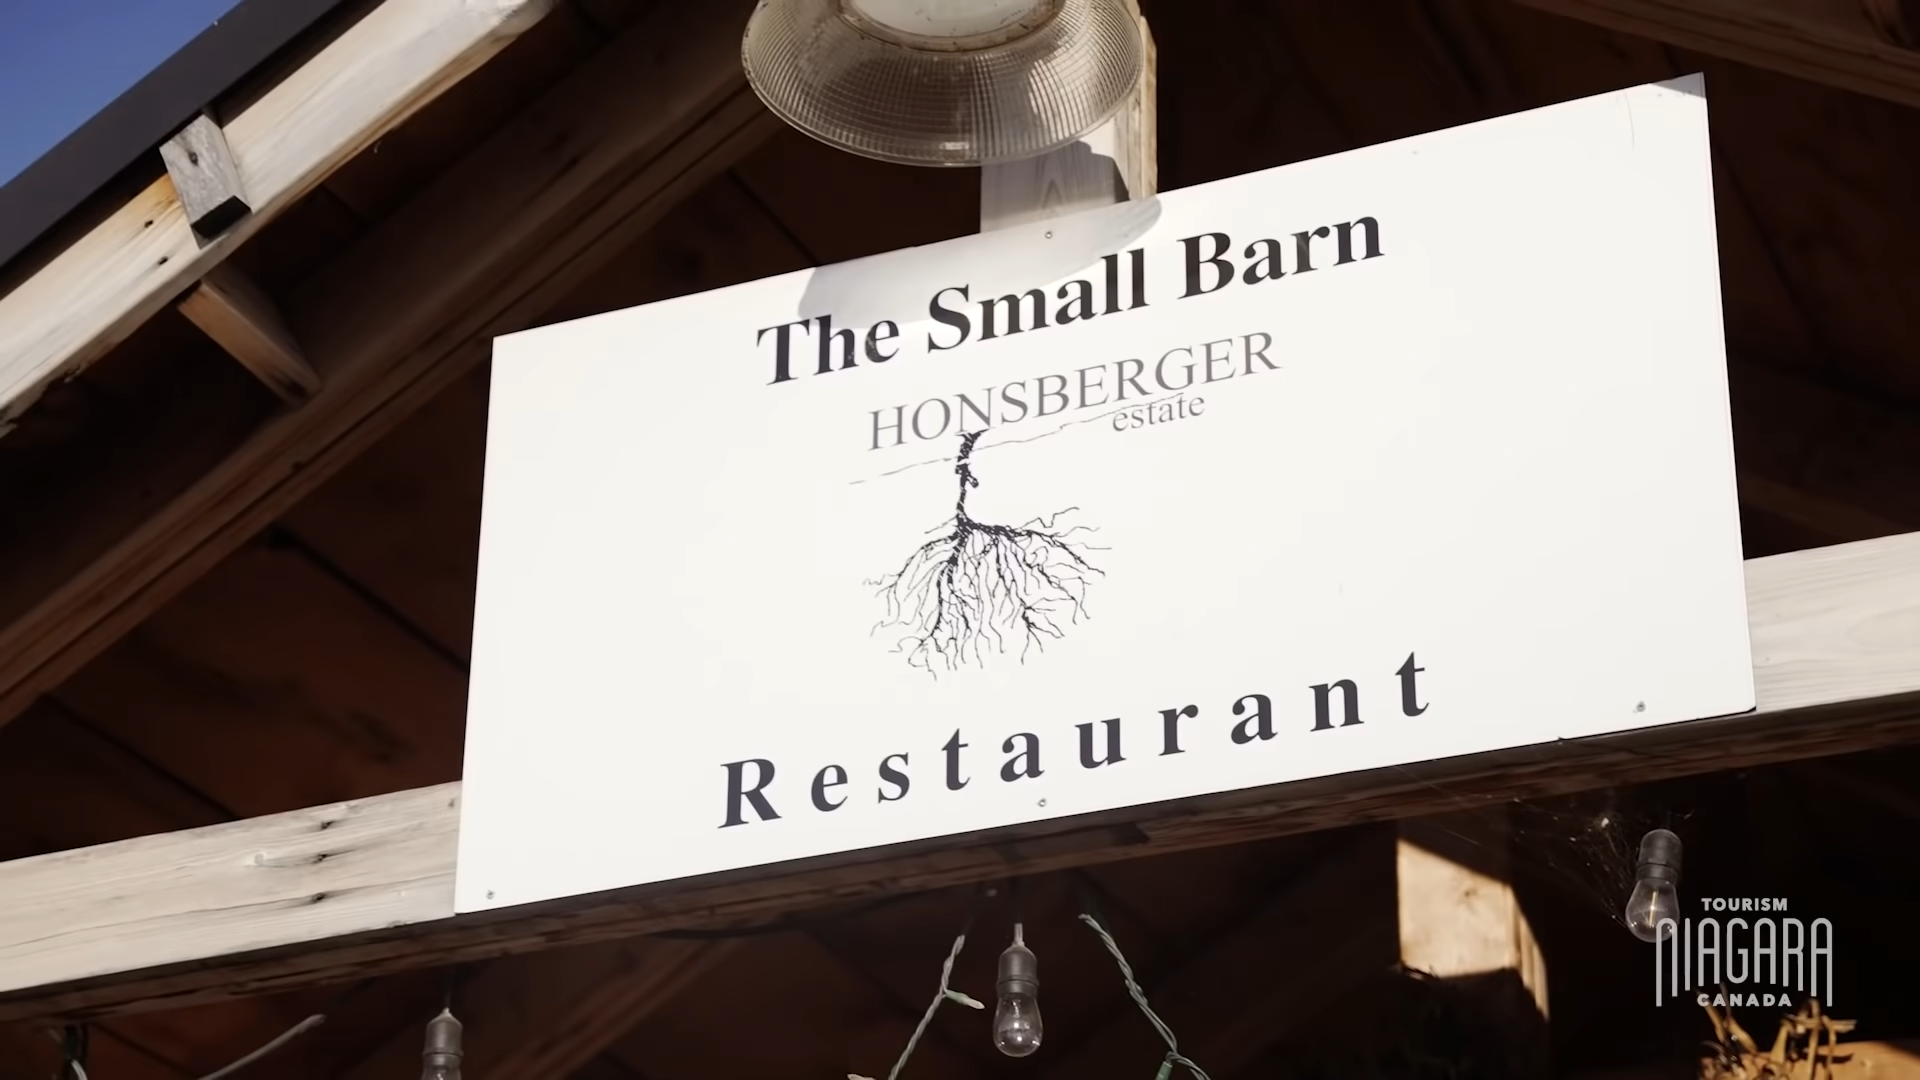 The Small Barn
HONSBERGER
estate
Restaurant
TOURISM
NIAGARA
CANADA